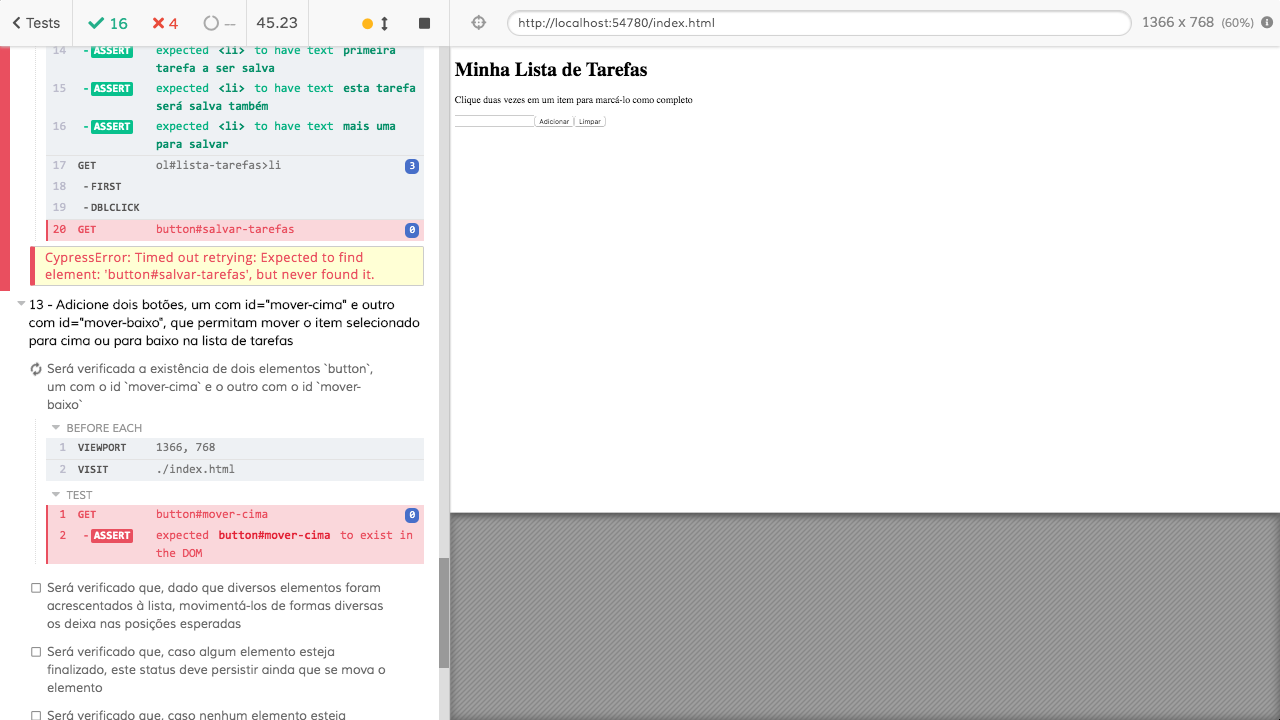 Tests
16
4
--
45.23
http://localhost:54780/index.html
1366 x 768 (60%)
14 -ASSERT expected <li> to have text primeira
tarefa a ser salva
15 -ASSERT expected <li> to have text esta tarefa
será salva também
16 -ASSERT expected <li> to have text mais uma
para salvar
17 GET ol#lista-tarefas>li 3
18 -FIRST
19 -DBLCLICK
20 GET button#salvar-tarefas 0
CypressError: Timed out retrying: Expected to find
element: 'button#salvar-tarefas', but never found it.
13 - Adicione dois botões, um com id="mover-cima" e outro
com id="mover-baixo", que permitam mover o item selecionado
para cima ou para baixo na lista de tarefas
Será verificada a existência de dois elementos `button`,
um com o id `mover-cima` e o outro com o id `mover-
baixo`
BEFORE EACH
1 VIEWPORT 1366, 768
2 VISIT ./index.html
TEST
1 GET button#mover-cima 0
2 -ASSERT expected button#mover-cima to exist in
the DOM
Será verificado que, dado que diversos elementos foram
acrescentados à lista, movimentá-los de formas diversas
os deixa nas posições esperadas
Será verificado que, caso algum elemento esteja
finalizado, este status deve persistir ainda que se mova o
elemento
Será verificado que, caso nenhum elemento esteja
Minha Lista de Tarefas
Clique duas vezes em um item para marcá-lo como completo
Adicionar Limpar